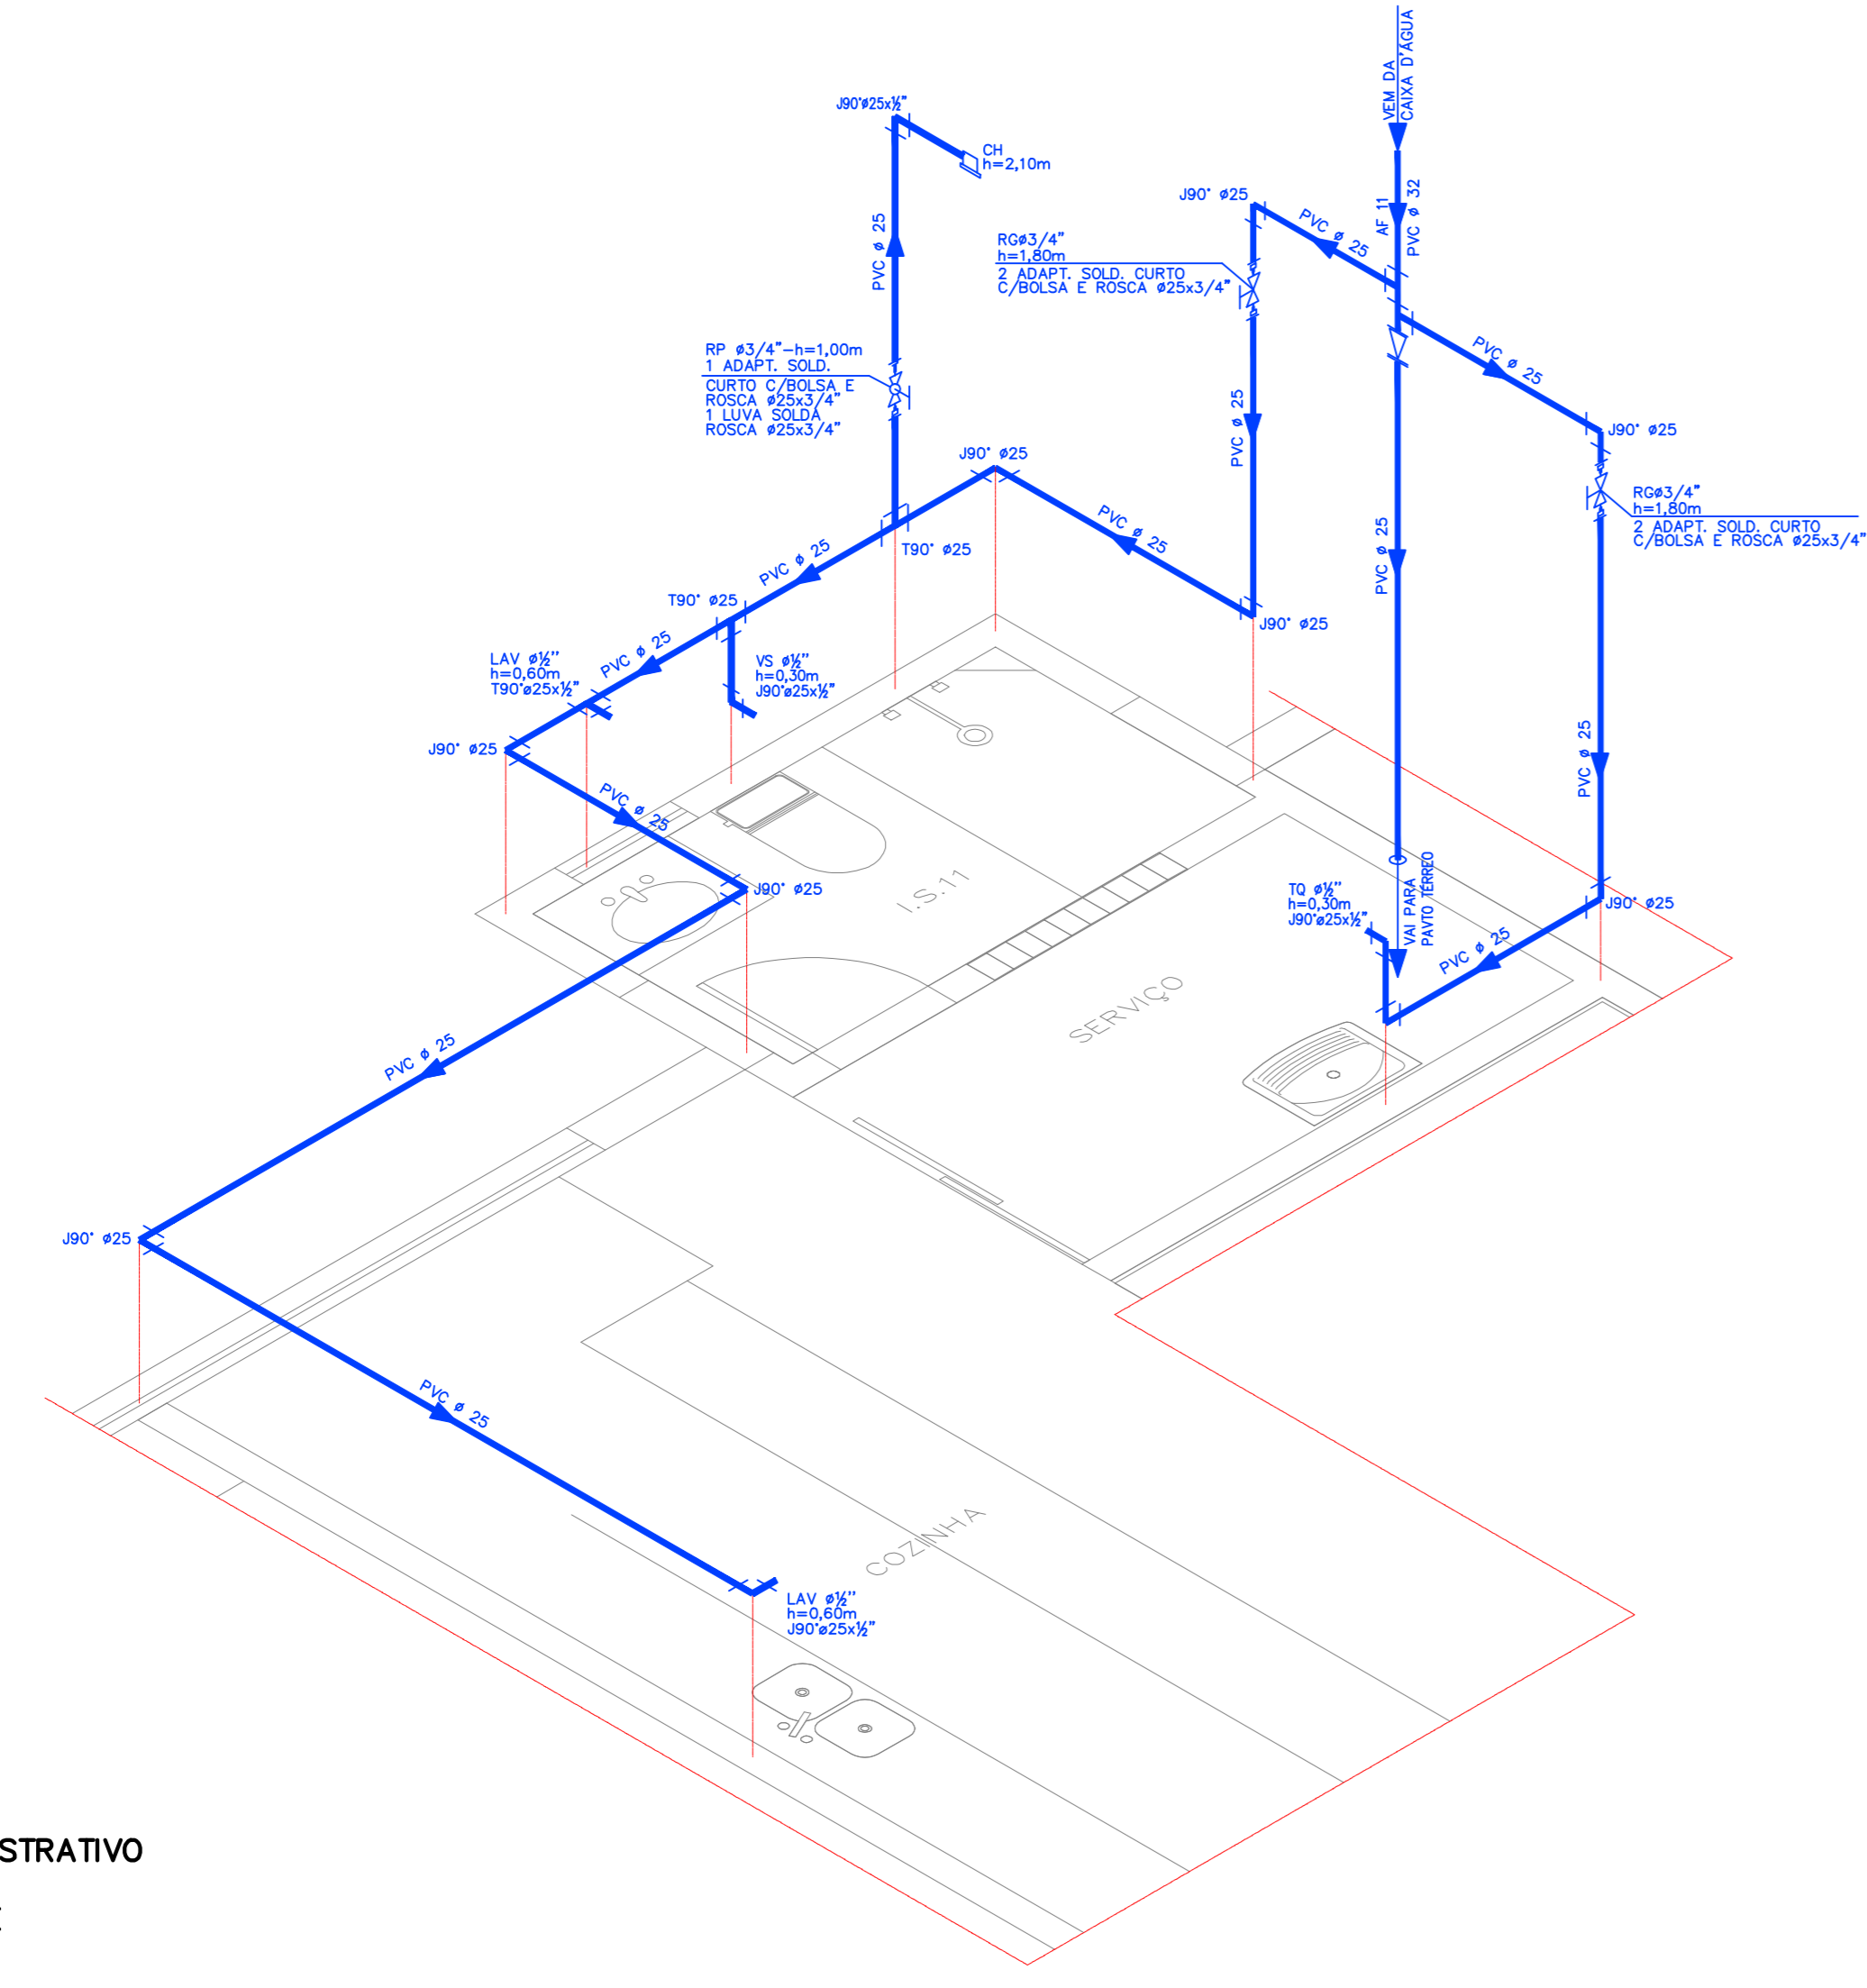 VEM DA
CAIXA D'ÁGUA
J90°ø25x½"
CH
h=2,10m
J90° ø25
PVC ø 25
AF 11
PVC ø 32
PVC ø 25
RGø3/4"
h=1,80m
2 ADAPT. SOLD. CURTO
C/BOLSA E ROSCA Ø25x3/4"
RP ø3/4"-h=1,00m
1 ADAPT. SOLD.
CURTO C/BOLSA E
ROSCA ø25x3/4"
1 LUVA SOLDA
ROSCA ø25x3/4"
PVC ø 25
PVC ø 25
J90° ø25
J90° ø25
RGø3/4"
h=1,80m
2 ADAPT. SOLD. CURTO
C/BOLSA E ROSCA Ø25x3/4"
PVC ø 25
T90° ø25
PVC ø 25
PVC ø 25
T90° ø25
J90° ø25
PVC ø 25
LAV ø½''
h=0,60m
T90°ø25x½"
VS ø½''
h=0,30m
J90°ø25x½"
J90° ø25
PVC ø 25
PVC ø 25
J90° ø25
I.S.11
TQ ø½''
h=0,30m
J90°ø25x½"
VAI PARA
PAVTO TÉRREO
J90° ø25
PVC ø 25
SERVIÇO
PVC ø 25
J90° ø25
PVC ø 25
COZINHA
LAV ø½''
h=0,60m
J90°ø25x½"
STRATIVO